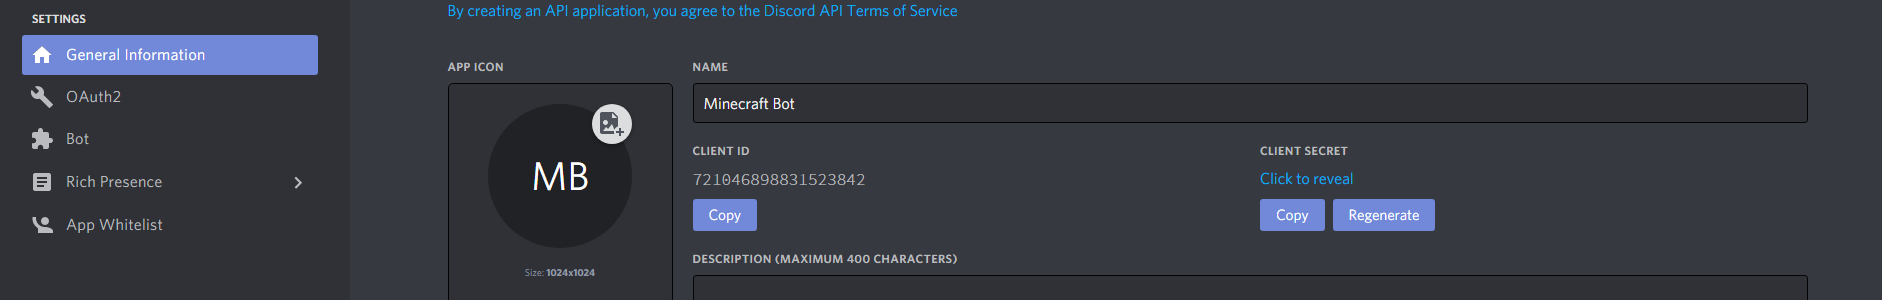 SETTINGS
General Information
OAuth2
Bot
Rich Presence
App Whitelist
By creating an API application, you agree to the Discord API Terms of Service
APP ICON
MB
Size: 1024x1024
NAME
Minecraft Bot
CLIENT ID
721046898831523842
Copy
CLIENT SECRET
Click to reveal
Copy Regenerate
DESCRIPTION (MAXIMUM 400 CHARACTERS)